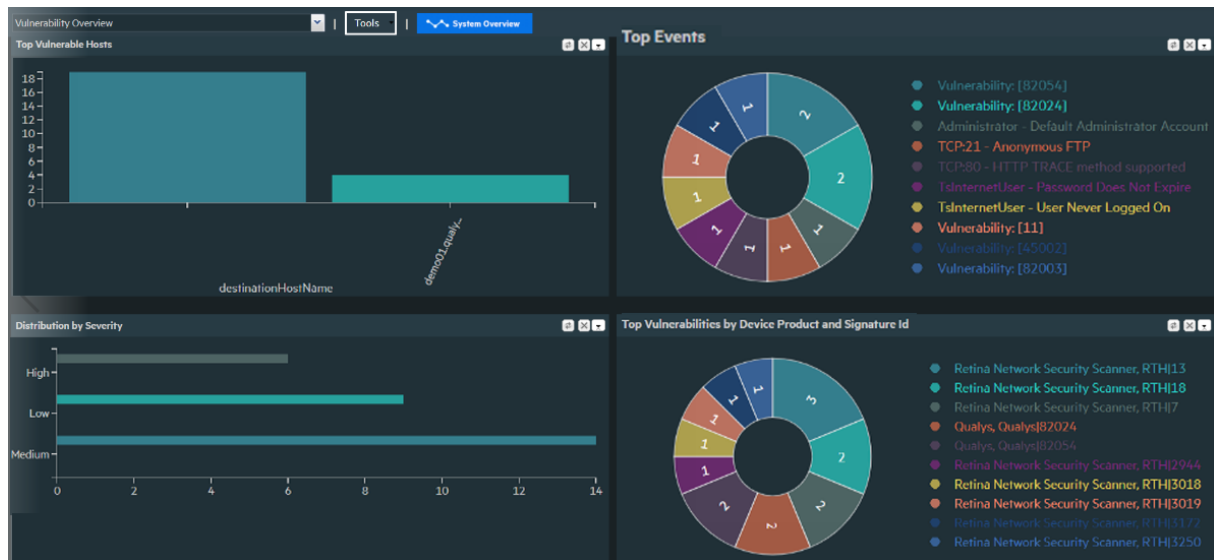 Vulnerability Overview | Tools | System Overview
Top Vulnerable Hosts
18
16
14
12
10
8
6
4
2
0
demo01.qualy...
destinationHostName
Top Events
2
2
1
1
1
1
1
1
1
1
Vulnerability: [82054]
Vulnerability: [82024]
Administrator - Default Administrator Account
TCP:21 - Anonymous FTP
TCP:80 - HTTP TRACE method supported
TsInternetUser - Password Does Not Expire
TsInternetUser - User Never Logged On
Vulnerability: [11]
Vulnerability: [45002]
Vulnerability: [82003]
Distribution by Severity
High
Low
Medium
0 2 4 6 8 10 12 14
Top Vulnerabilities by Device Product and Signature Id
3
2
2
2
2
1
1
1
1
1
Retina Network Security Scanner, RTH|13
Retina Network Security Scanner, RTH|18
Retina Network Security Scanner, RTH|7
Qualys, Qualys|82024
Qualys, Qualys|82054
Retina Network Security Scanner, RTH|2944
Retina Network Security Scanner, RTH|3018
Retina Network Security Scanner, RTH|3019
Retina Network Security Scanner, RTH|3172
Retina Network Security Scanner, RTH|3250